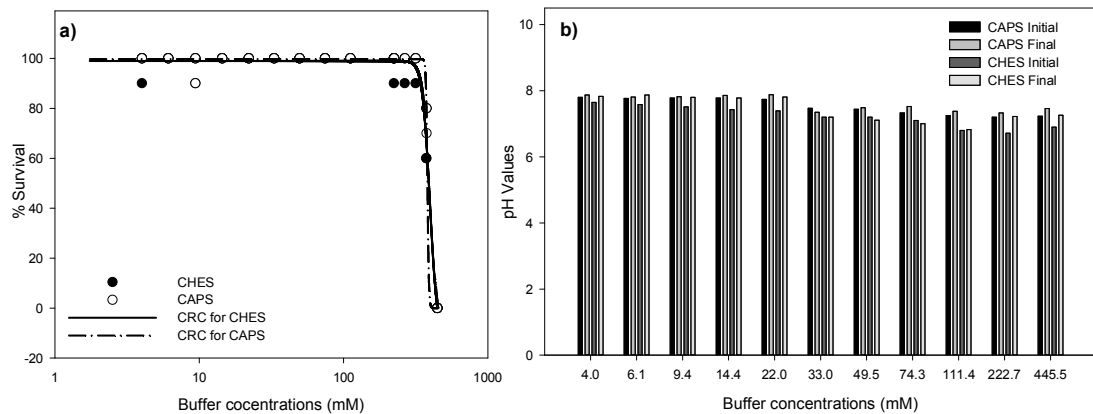 a)
% Survival
100
80
60
40
20
0
-20
CHES
CAPS
CRC for CHES
CRC for CAPS
1 10 100 1000
Buffer cocentrations (mM)
b)
pH Values
10
8
6
4
2
0
CAPS Initial
CAPS Final
CHES Initial
CHES Final
4.0 6.1 9.4 14.4 22.0 33.0 49.5 74.3 111.4 222.7 445.5
Buffer concentrations (mM)